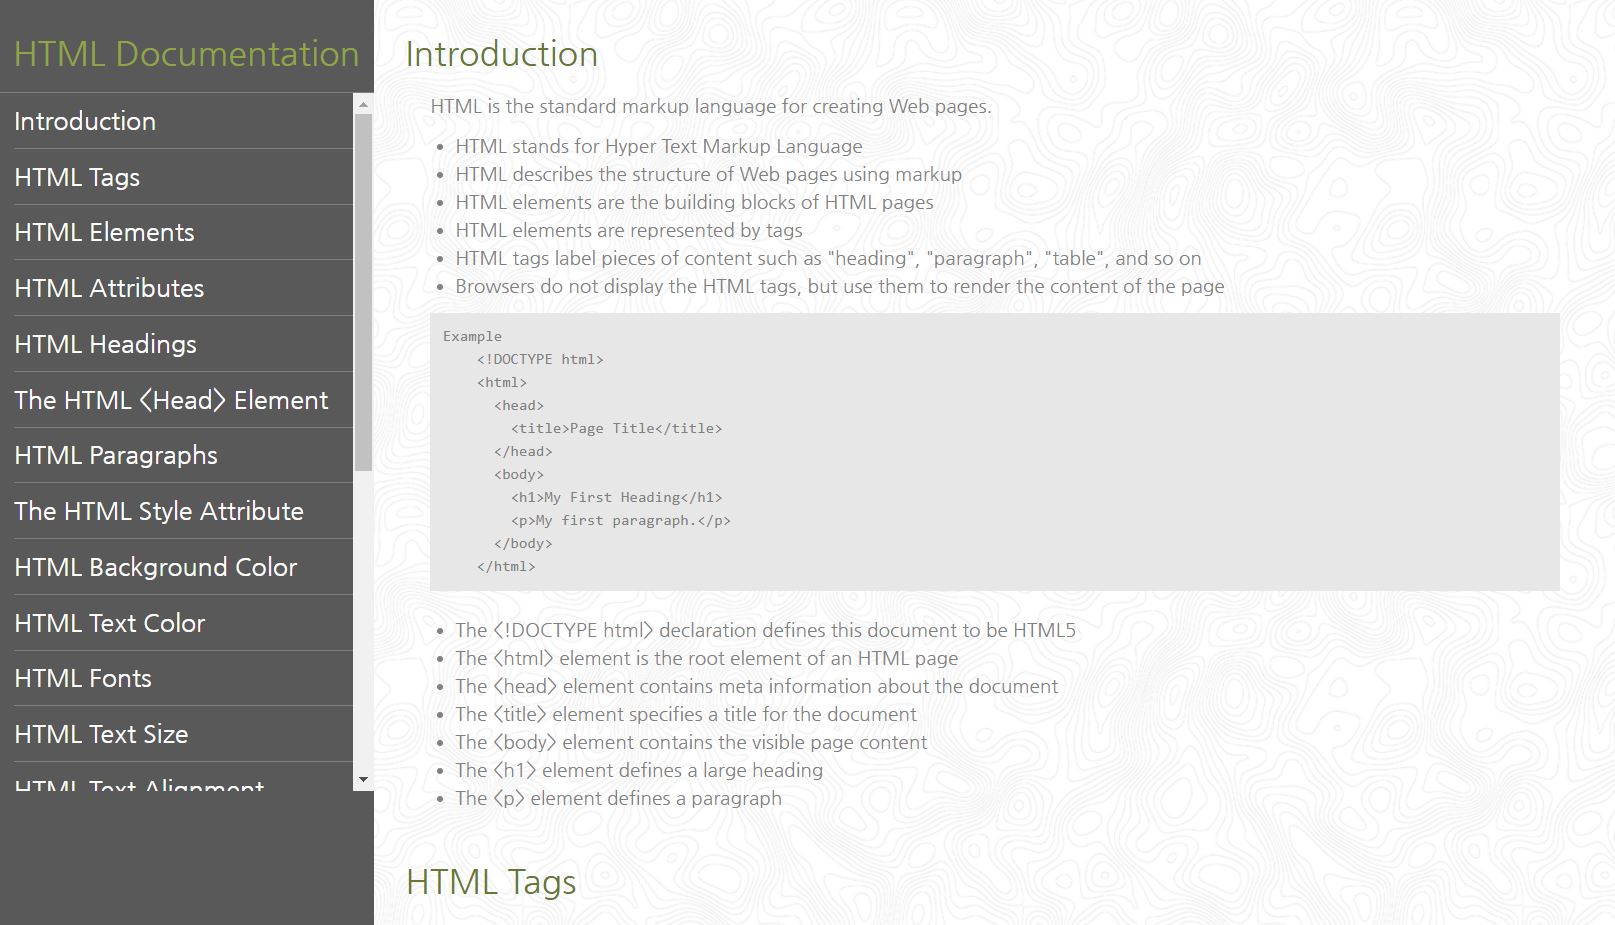 HTML Documentation
Introduction
HTML Tags
HTML Elements
HTML Attributes
HTML Headings
The HTML <Head> Element
HTML Paragraphs
The HTML Style Attribute
HTML Background Color
HTML Text Color
HTML Fonts
HTML Text Size
HTML Text Alignment
Introduction
HTML is the standard markup language for creating Web pages.
• HTML stands for Hyper Text Markup Language
• HTML describes the structure of Web pages using markup
• HTML elements are the building blocks of HTML pages
• HTML elements are represented by tags
• HTML tags label pieces of content such as "heading", "paragraph", "table", and so on
• Browsers do not display the HTML tags, but use them to render the content of the page
Example
    <!DOCTYPE html>
    <html>
      <head>
        <title>Page Title</title>
      </head>
      <body>
        <h1>My First Heading</h1>
        <p>My first paragraph.</p>
      </body>
    </html>
• The <!DOCTYPE html> declaration defines this document to be HTML5
• The <html> element is the root element of an HTML page
• The <head> element contains meta information about the document
• The <title> element specifies a title for the document
• The <body> element contains the visible page content
• The <h1> element defines a large heading
• The <p> element defines a paragraph
HTML Tags